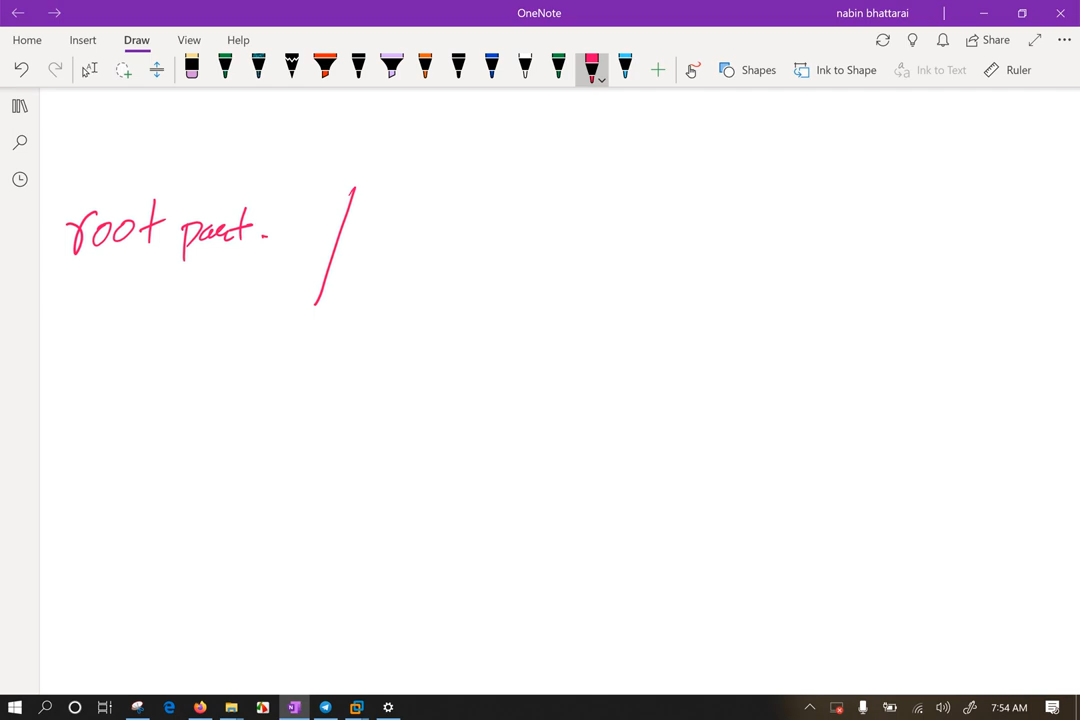 OneNote
nabin bhattarai
Home Insert Draw View Help
Share
Shapes
Ink to Shape
Ink to Text
Ruler
root part. /
7:54 AM